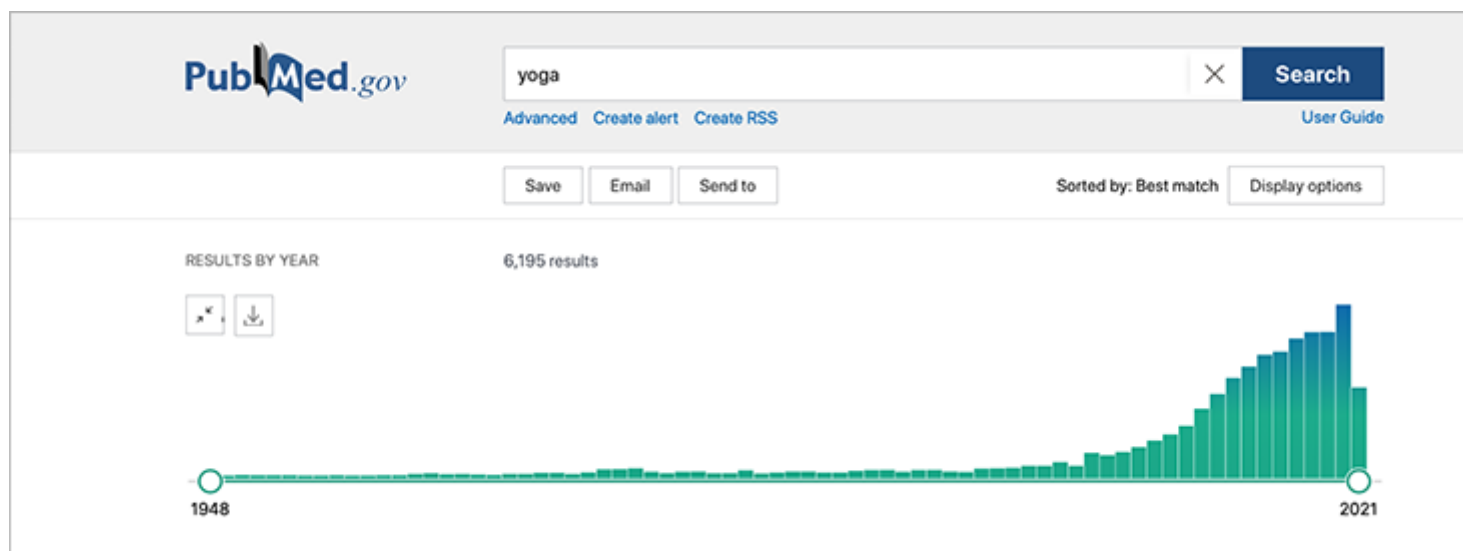 PubMed.gov
yoga
Search
Advanced Create alert Create RSS
User Guide
Save Email Send to
Sorted by: Best match Display options
RESULTS BY YEAR
6,195 results
1948
2021